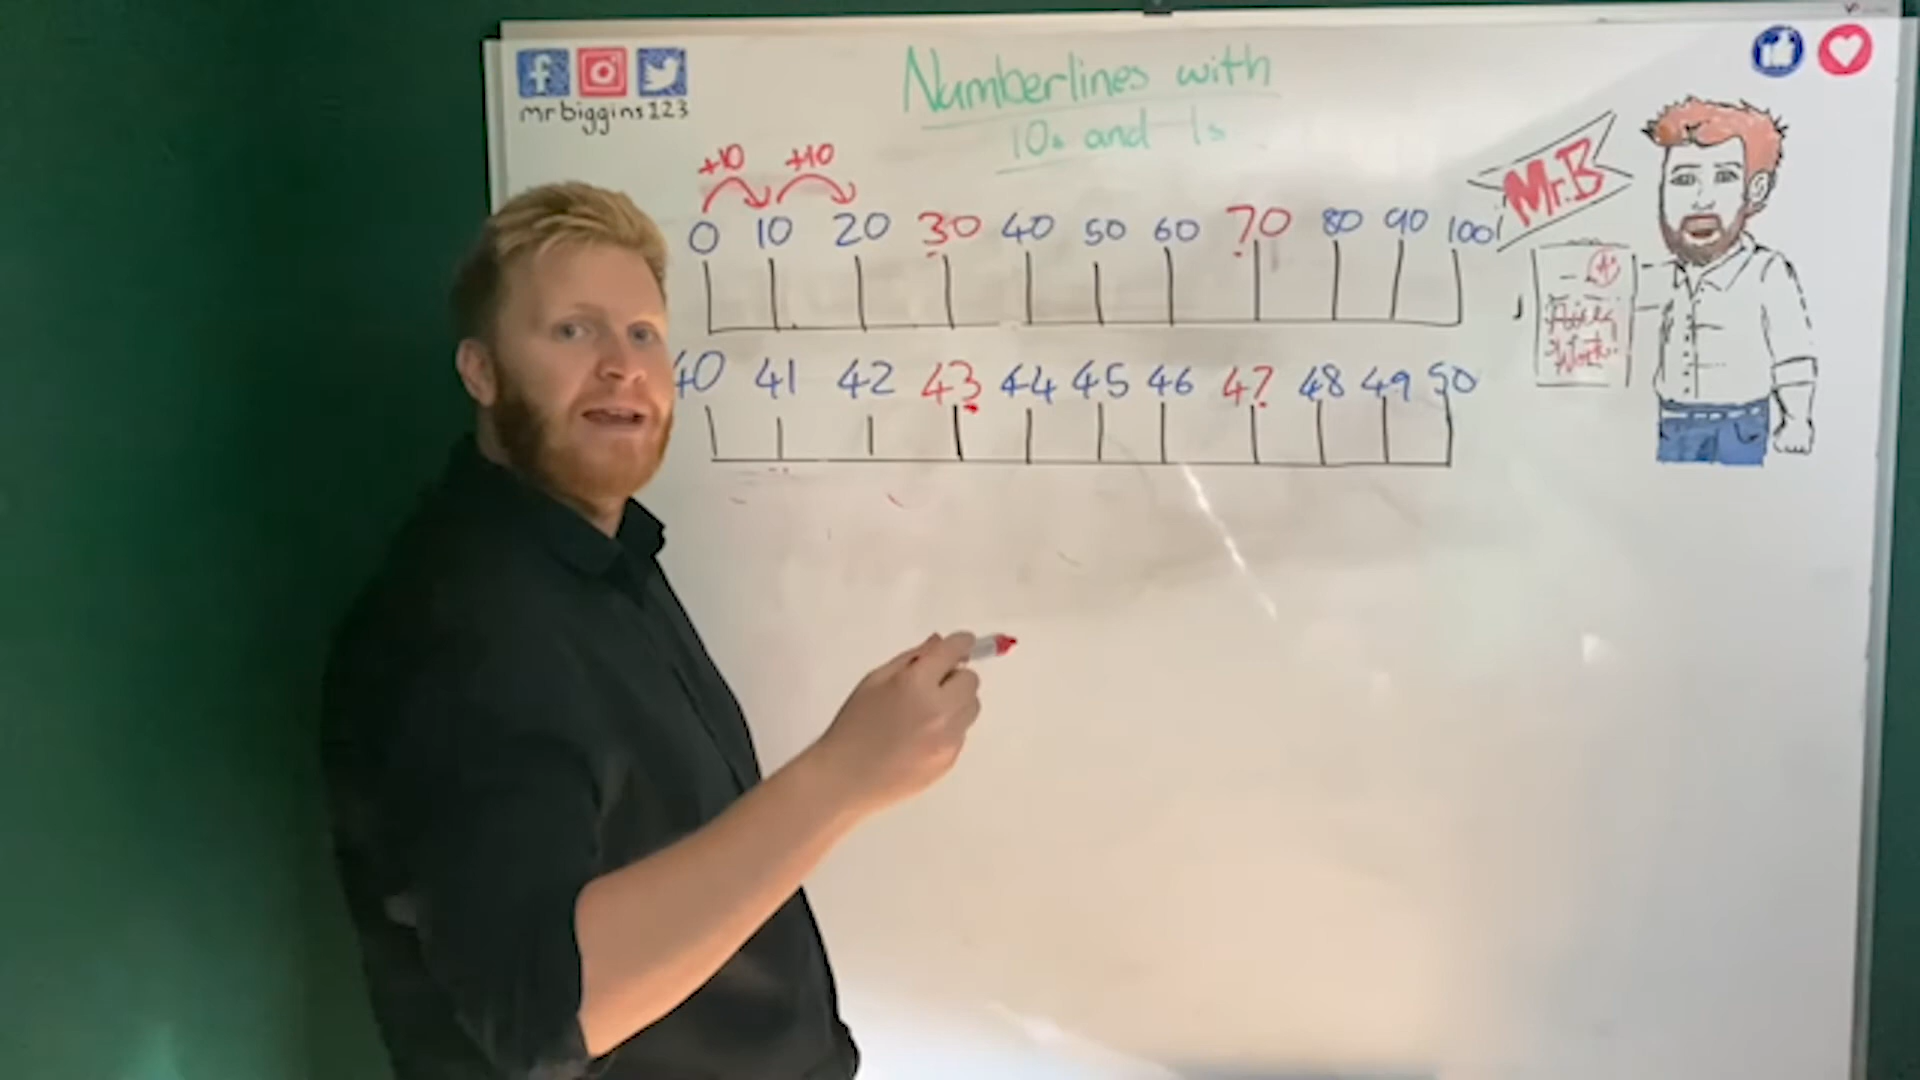 mrbiggins123
Numberlines with
10s and 1s
+10 +10
0 10 20 30 40 50 60 70 80 90 100
Mr.B
40 41 42 43 44 45 46 47 48 49 50
Work!